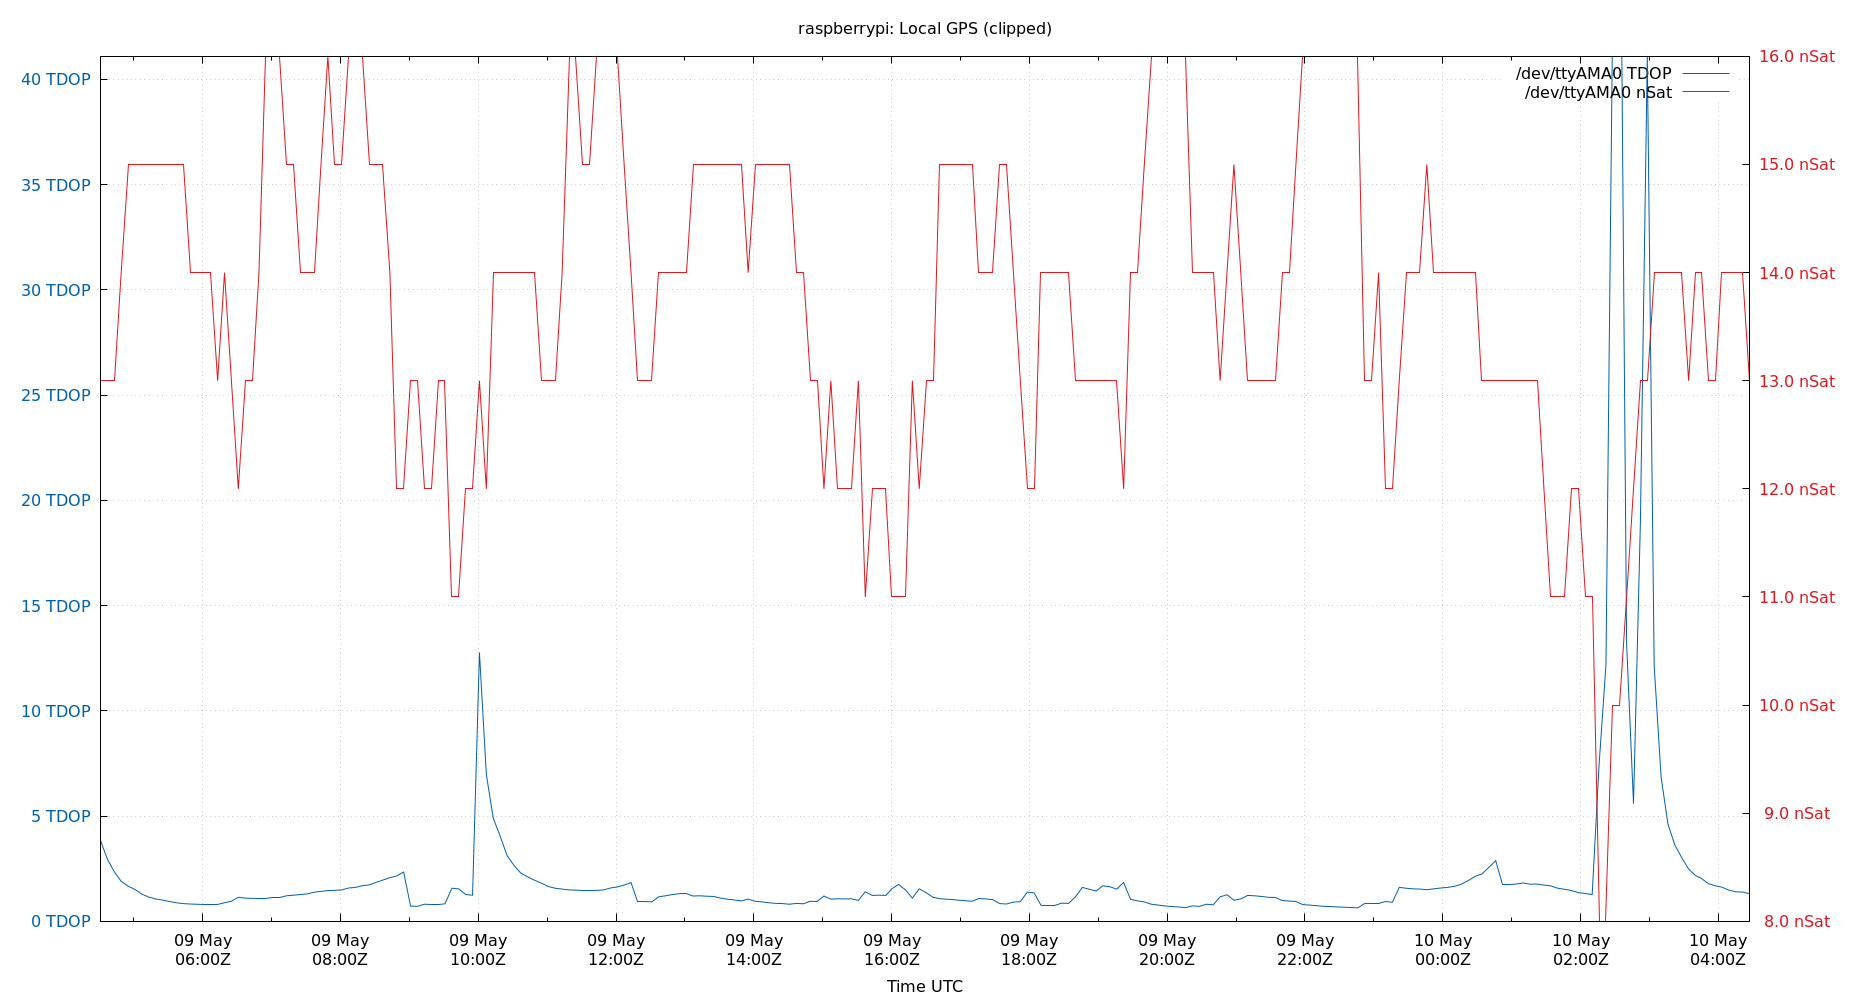 raspberrypi: Local GPS (clipped)
40 TDOP
35 TDOP
30 TDOP
25 TDOP
20 TDOP
15 TDOP
10 TDOP
5 TDOP
0 TDOP
/dev/ttyAMA0 TDOP
/dev/ttyAMA0 nSat
16.0 nSat
15.0 nSat
14.0 nSat
13.0 nSat
12.0 nSat
11.0 nSat
10.0 nSat
9.0 nSat
8.0 nSat
09 May 09 May 09 May 09 May 09 May 09 May 09 May 09 May 09 May 10 May 10 May 10 May
06:00Z 08:00Z 10:00Z 12:00Z 14:00Z 16:00Z 18:00Z 20:00Z 22:00Z 00:00Z 02:00Z 04:00Z
Time UTC